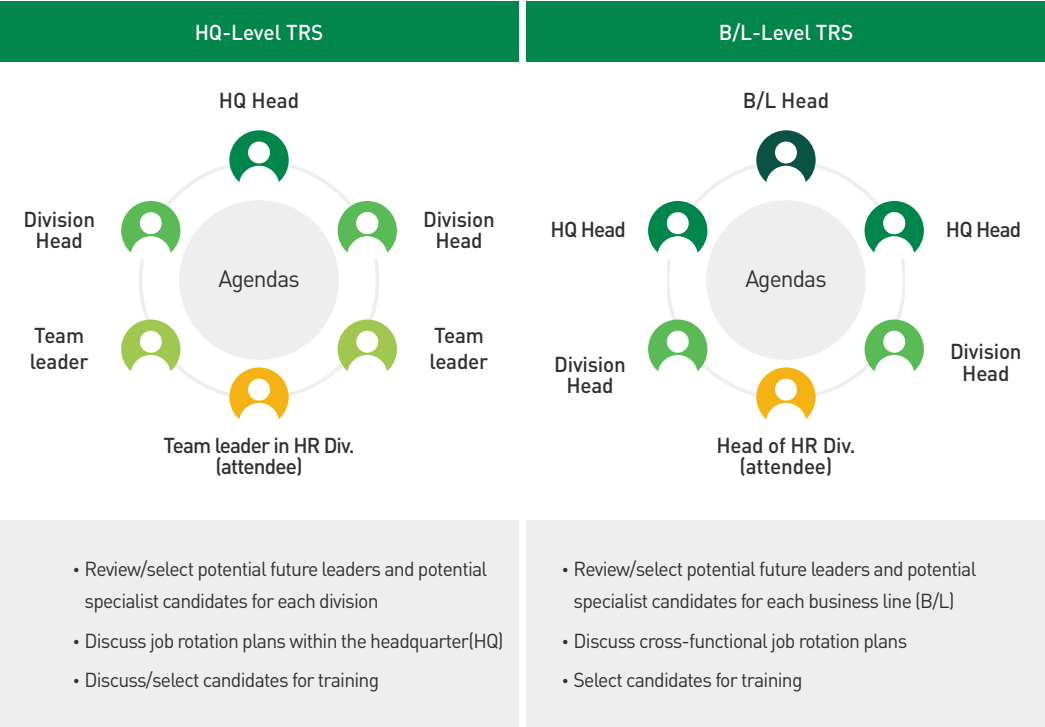 HQ-Level TRS
HQ Head
Division
Head
Division
Head
Agendas
Team
leader
Team
leader
Team leader in HR Div.
(attendee)
• Review/select potential future leaders and potential
specialist candidates for each division
• Discuss job rotation plans within the headquarter(HQ)
• Discuss/select candidates for training
B/L-Level TRS
B/L Head
HQ Head
HQ Head
Agendas
Division
Head
Division
Head
Head of HR Div.
(attendee)
• Review/select potential future leaders and potential
specialist candidates for each business line (B/L)
• Discuss cross-functional job rotation plans
• Select candidates for training